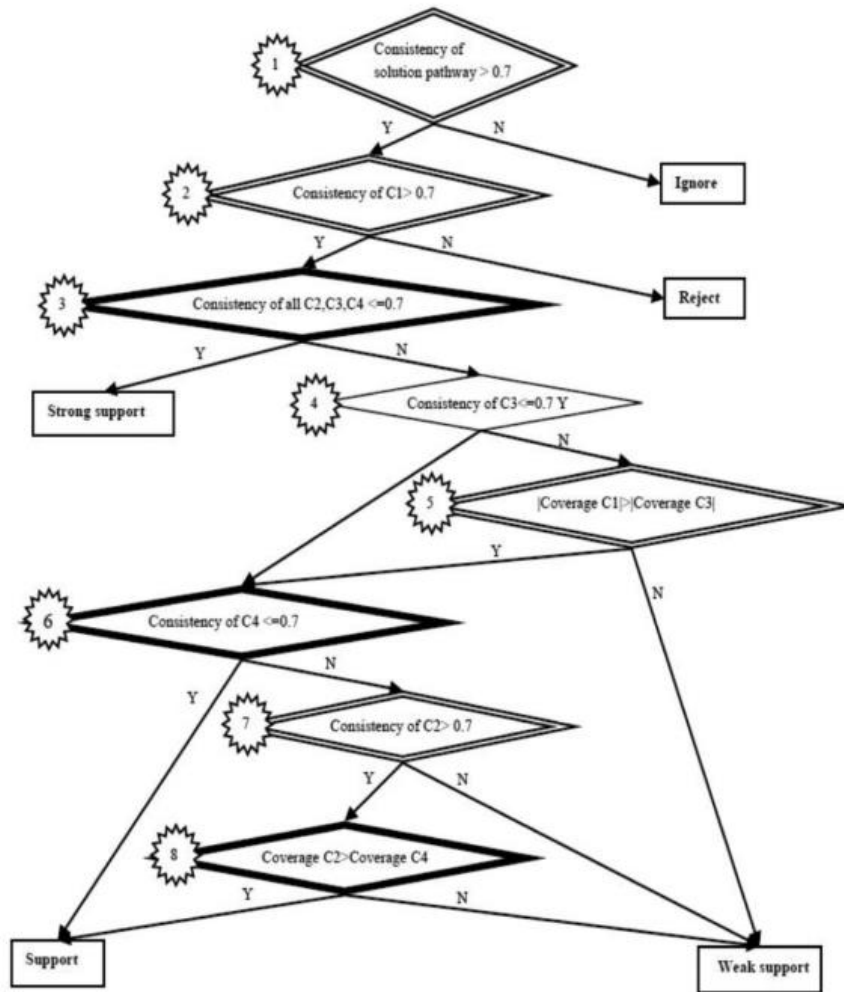 1
Consistency of
solution pathway > 0.7
Y
N
Ignore
2
Consistency of C1> 0.7
Y
N
Reject
3
Consistency of all C2,C3,C4 <=0.7
Y
N
Strong support
4
Consistency of C3<=0.7 Y
N
5
|Coverage C1|>|Coverage C3|
Y
N
6
Consistency of C4 <=0.7
Y
N
7
Consistency of C2> 0.7
Y
N
8
Coverage C2>Coverage C4
Y
N
Support
Weak support